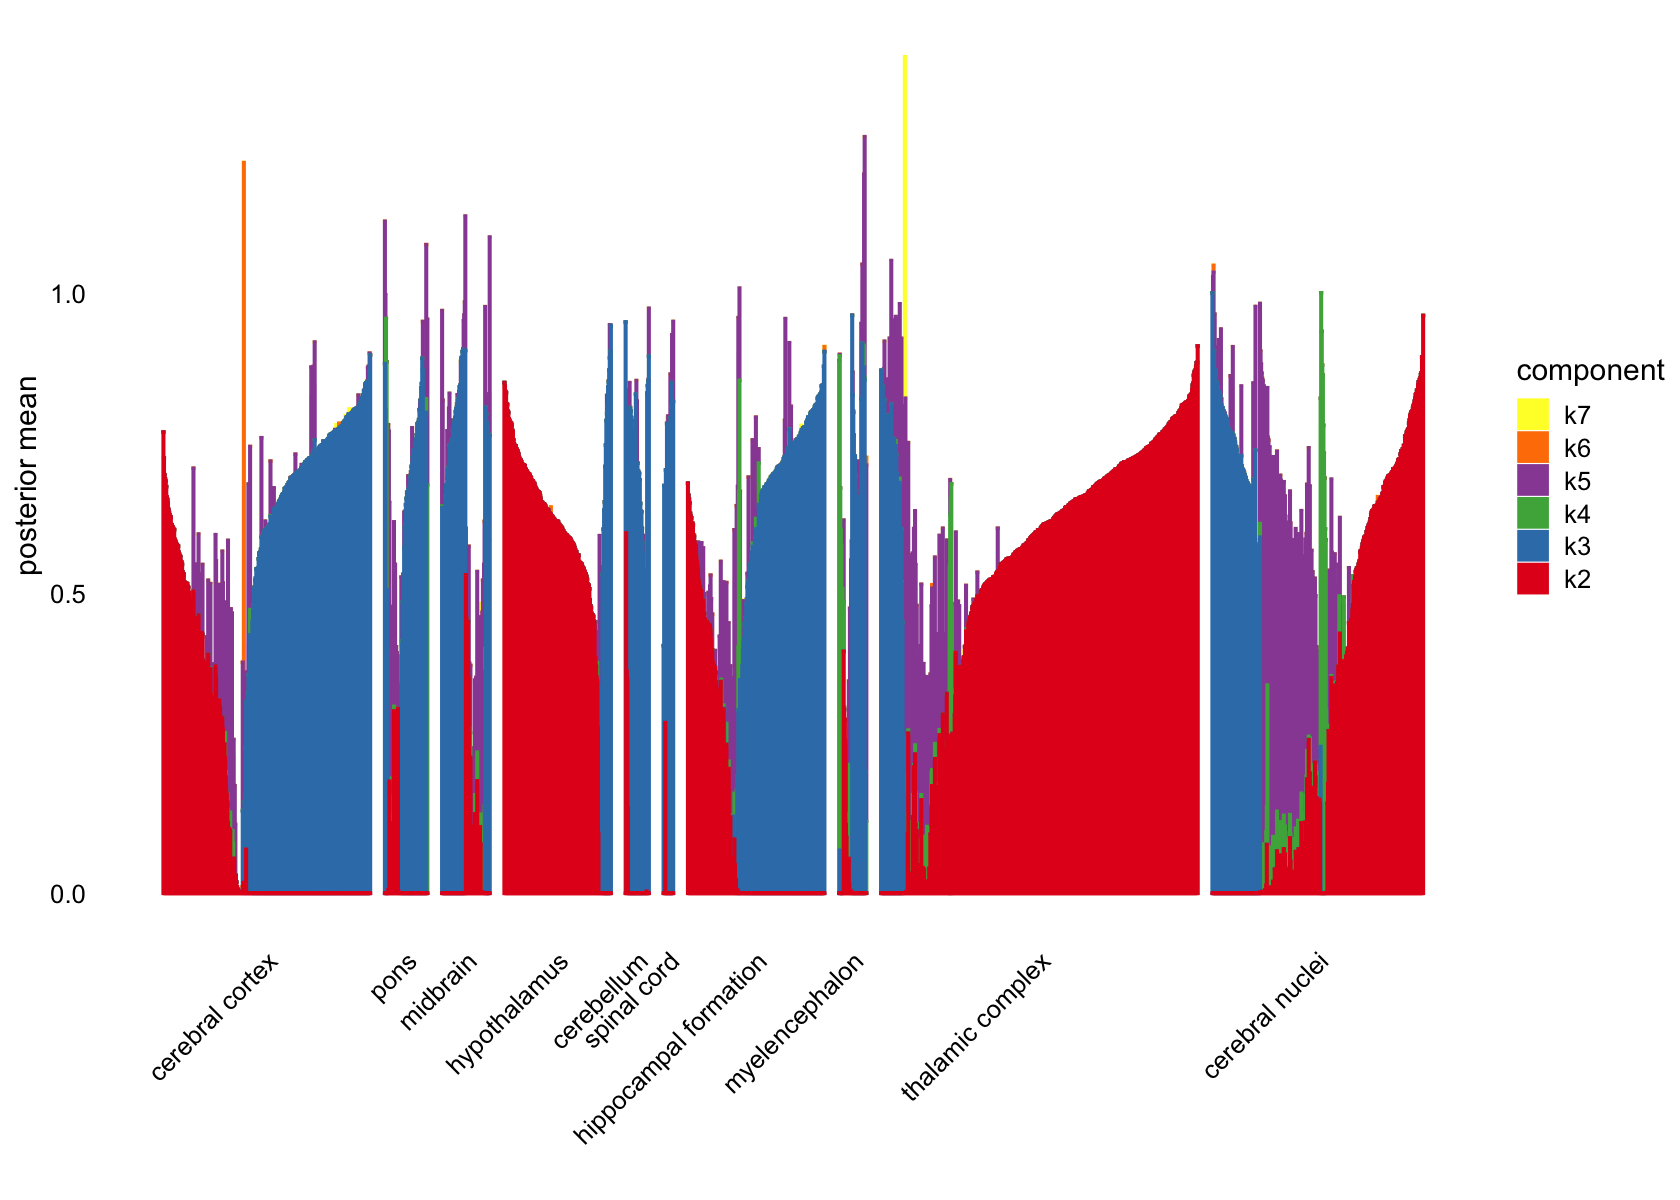 posterior mean
1.0
0.5
0.0
cerebral cortex
pons
midbrain
hypothalamus
cerebellum
spinal cord
hippocampal formation
myelencephalon
thalamic complex
cerebral nuclei
component
k7
k6
k5
k4
k3
k2